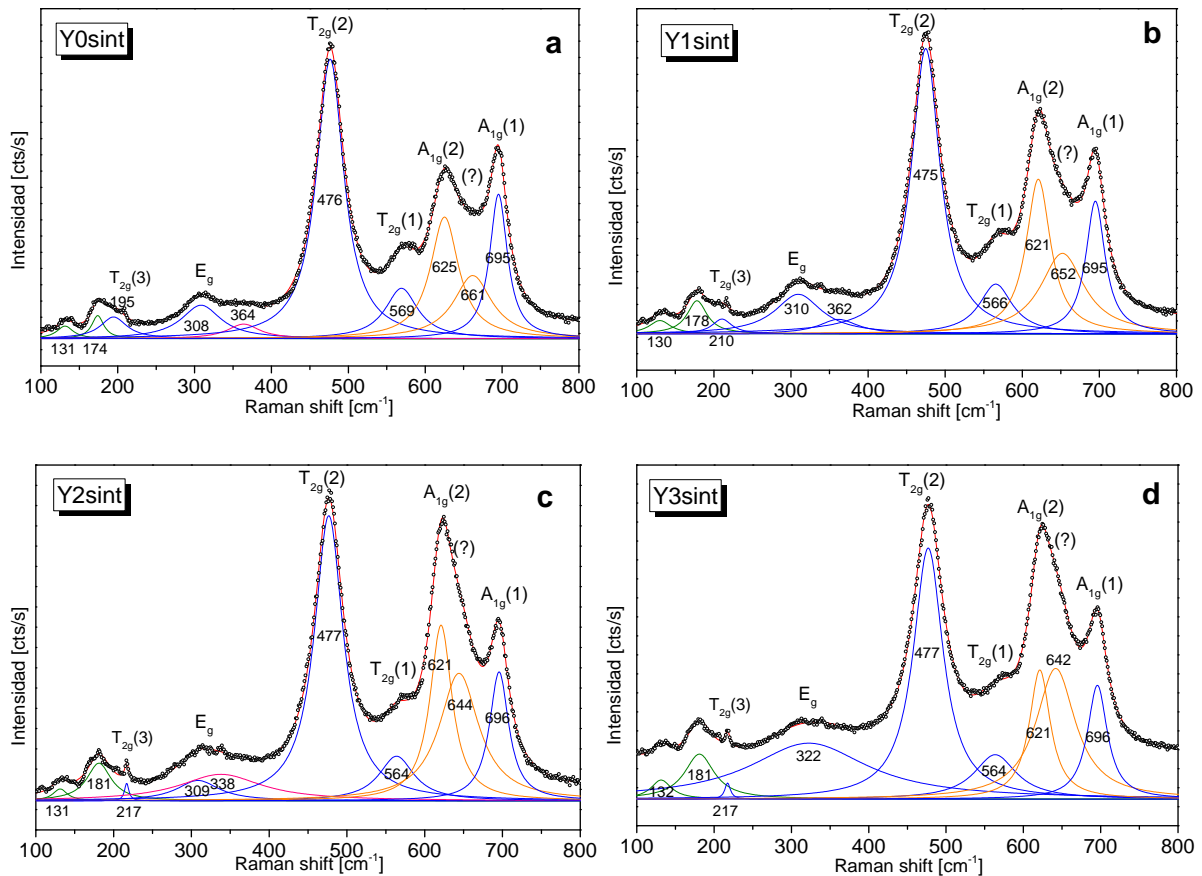 Y0sint
a
T2g(2)
A1g(1)
A1g(2)
(?)
T2g(1)
T2g(3)
Eg
476
195
308
364
569
625
661
695
131
174
Intensidad [cts/s]
100 200 300 400 500 600 700 800
Raman shift [cm-1]
Y1sint
b
T2g(2)
A1g(2)
A1g(1)
(?)
T2g(1)
T2g(3)
Eg
475
178
310
362
566
621
652
695
130
210
Intensidad [cts/s]
100 200 300 400 500 600 700 800
Raman shift [cm-1]
Y2sint
c
T2g(2)
A1g(2)
(?)
A1g(1)
T2g(1)
T2g(3)
Eg
477
621
644
696
181
309
338
564
131
217
Intensidad [cts/s]
100 200 300 400 500 600 700 800
Raman shift [cm-1]
Y3sint
d
T2g(2)
A1g(2)
(?)
A1g(1)
T2g(1)
T2g(3)
Eg
477
642
621
696
181
322
564
132
217
Intensidad [cts/s]
100 200 300 400 500 600 700 800
Raman shift [cm-1]